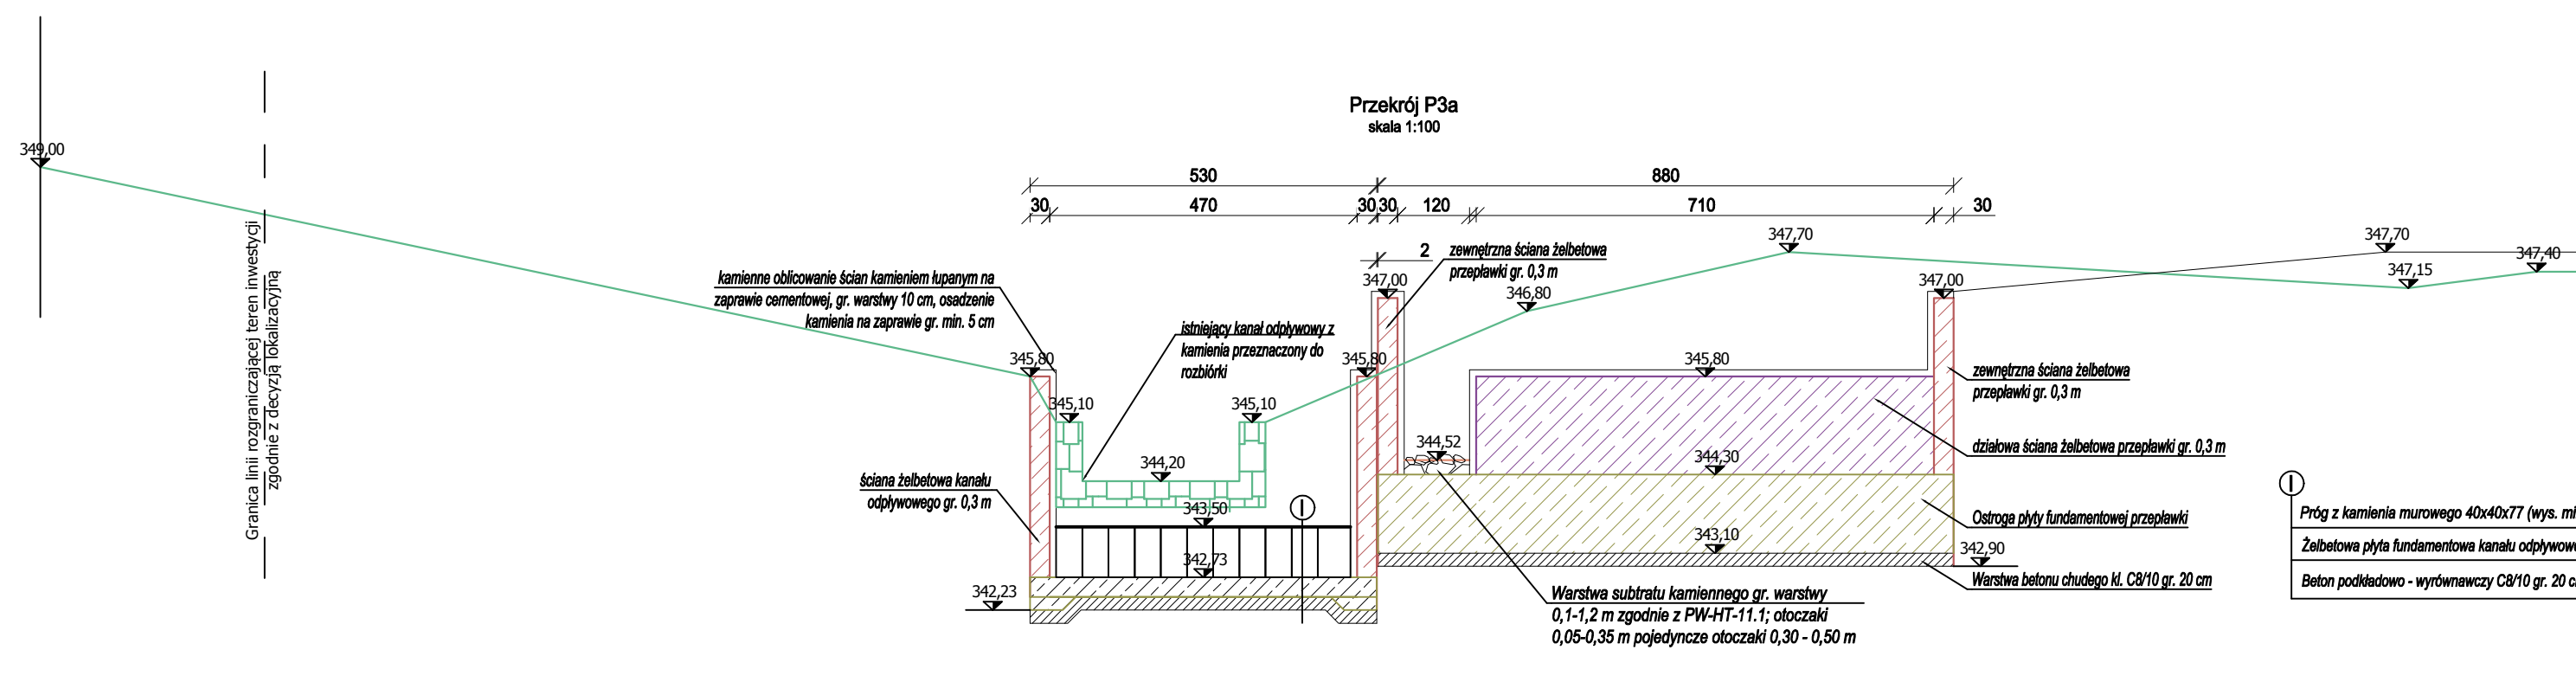 Przekrój P3a
skala 1:100
349,00
530
880
30
470
30
30
120
710
30
2
Granica linii rozgraniczającej teren inwestycji
zgodnie z decyzją lokalizacyjną
kamienne oblicowanie ścian kamieniem łupanym na
zaprawie cementowej, gr. warstwy 10 cm, osadzenie
kamienia na zaprawie gr. min. 5 cm
zewnętrzna ściana żelbetowa
przepławki gr. 0,3 m
347,70
347,70
347,40
347,15
347,00
346,80
347,00
istniejący kanał odpływowy z
kamienia przeznaczony do
rozbiórki
345,80
345,80
345,80
zewnętrzna ściana żelbetowa
przepławki gr. 0,3 m
345,10
345,10
344,52
działowa ściana żelbetowa przepławki gr. 0,3 m
344,20
344,30
ściana żelbetowa kanału
odpływowego gr. 0,3 m
343,50
I
I
Próg z kamienia murowego 40x40x77 (wys.
Ostroga płyty fundamentowej przepławki
343,10
Żelbetowa płyta fundamentowa kanału
342,90
342,73
Warstwa betonu chudego kl. C8/10 gr. 20 cm
Beton podkładowo - wyrównawczy C8/10 gr. 20
342,23
Warstwa subtratu kamiennego gr. warstwy
0,1-1,2 m zgodnie z PW-HT-11.1; otoczaki
0,05-0,35 m pojedyncze otoczaki 0,30 - 0,50 m